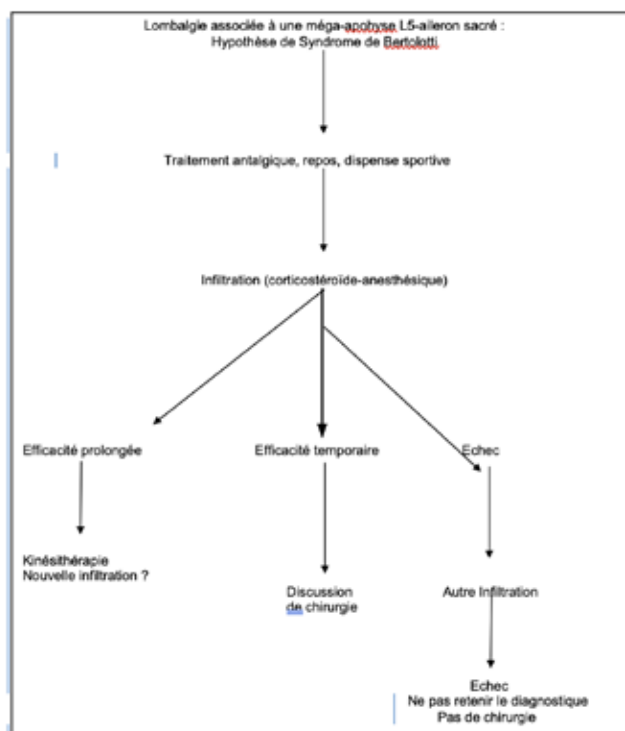 Lombalgie associée à une méga-apophyse L5-aileron sacré :
Hypothèse de Syndrome de Bertolotti
Traitement antalgique, repos, dispense sportive
Infiltration (corticostéroïde-anesthésique)
Efficacité prolongée
Efficacité temporaire
Echec
Kinésithérapie
Nouvelle infiltration ?
Discussion
de chirurgie
Autre Infiltration
Echec
Ne pas retenir le diagnostique
Pas de chirurgie